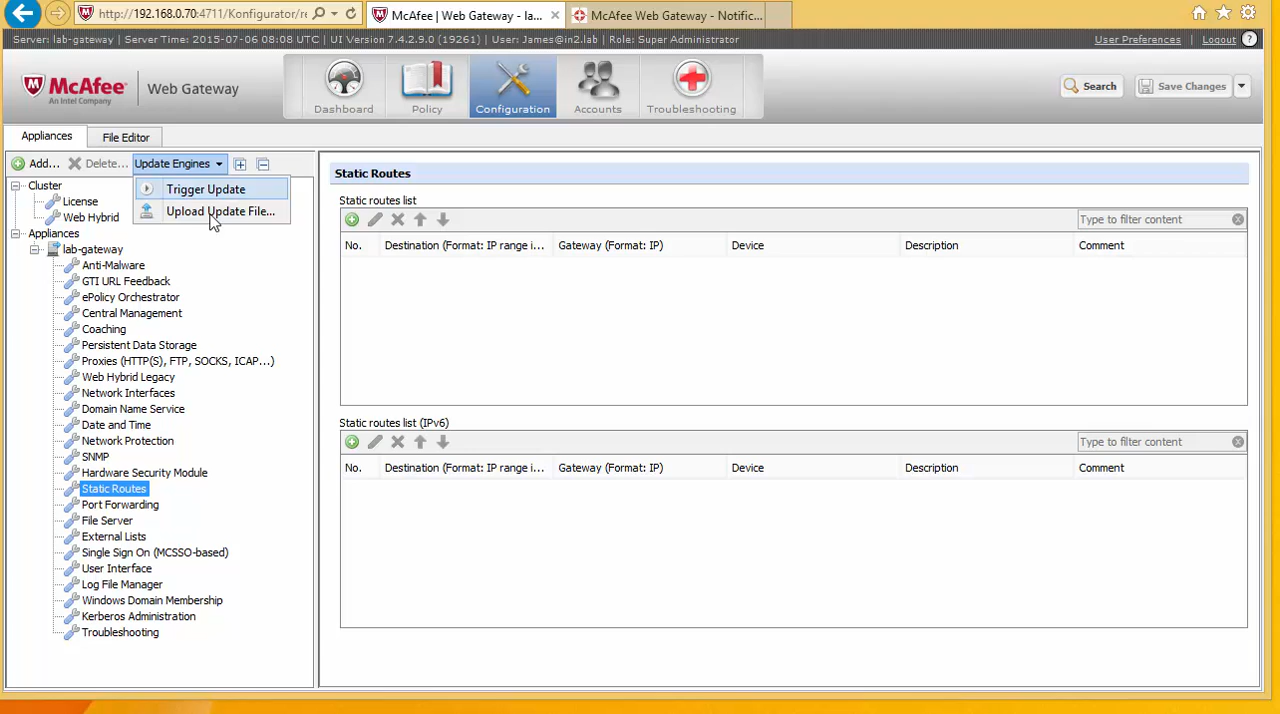 http://192.168.0.70:4711/Konfigurator/re
McAfee | Web Gateway - la...
McAfee Web Gateway - Notific...
Server: lab-gateway | Server Time: 2015-07-06 08:08 UTC | UI Version 7.4.2.9.0 (19261) | User: James@in2.lab | Role: Super Administrator
User Preferences | Logout ?
McAfee
An Intel Company
Web Gateway
Dashboard
Policy
Configuration
Accounts
Troubleshooting
Search
Save Changes
Appliances
File Editor
Add...
Delete...
Update Engines
Trigger Update
Upload Update File...
Cluster
License
Web Hybrid
Appliances
lab-gateway
Anti-Malware
GTI URL Feedback
ePolicy Orchestrator
Central Management
Coaching
Persistent Data Storage
Proxies (HTTP(S), FTP, SOCKS, ICAP...)
Web Hybrid Legacy
Network Interfaces
Domain Name Service
Date and Time
Network Protection
SNMP
Hardware Security Module
Static Routes
Port Forwarding
File Server
External Lists
Single Sign On (MCSSO-based)
User Interface
Log File Manager
Windows Domain Membership
Kerberos Administration
Troubleshooting
Static Routes
Static routes list
Type to filter content
No. Destination (Format: IP range i... Gateway (Format: IP) Device Description Comment
Static routes list (IPv6)
Type to filter content
No. Destination (Format: IP range i... Gateway (Format: IP) Device Description Comment